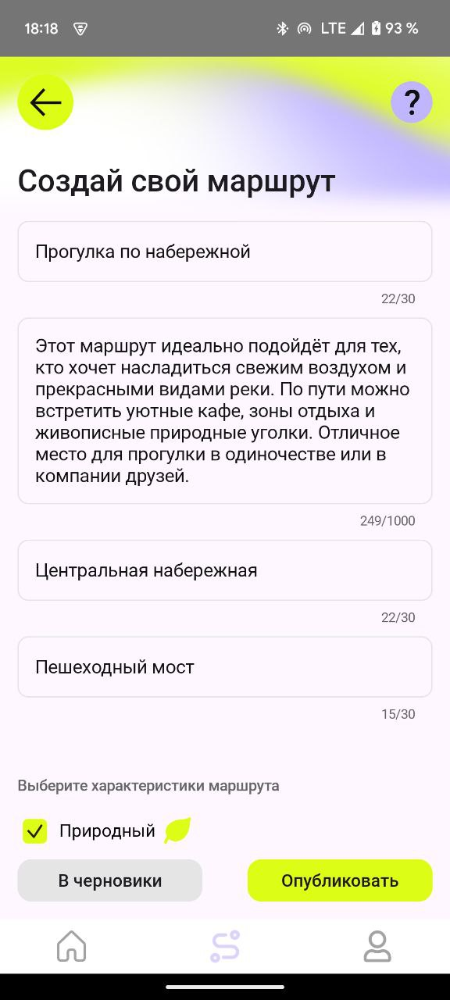 18:18
LTE
93 %
?
Создай свой маршрут
Прогулка по набережной
22/30
Этот маршрут идеально подойдёт для тех,
кто хочет насладиться свежим воздухом и
прекрасными видами реки. По пути можно
встретить уютные кафе, зоны отдыха и
живописные природные уголки. Отличное
место для прогулки в одиночестве или в
компании друзей.
249/1000
Центральная набережная
22/30
Пешеходный мост
15/30
Выберите характеристики маршрута
Природный
В черновики
Опубликовать